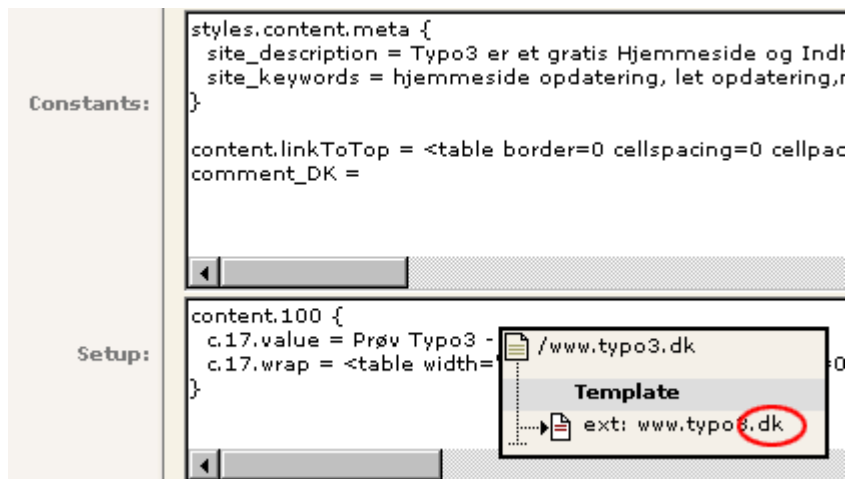 styles.content.meta {
site_description = Typo3 er et gratis Hjemmeside og Indh
site_keywords = hjemmeside opdatering, let opdatering,
}
content.linkToTop = <table border=0 cellspacing=0 cellpac
comment_DK =
Constants:
content.100 {
c.17.value = Prøv Typo3 -
c.17.wrap = <table width=
}
Setup:
/www.typo3.dk
Template
ext: www.typo3.dk